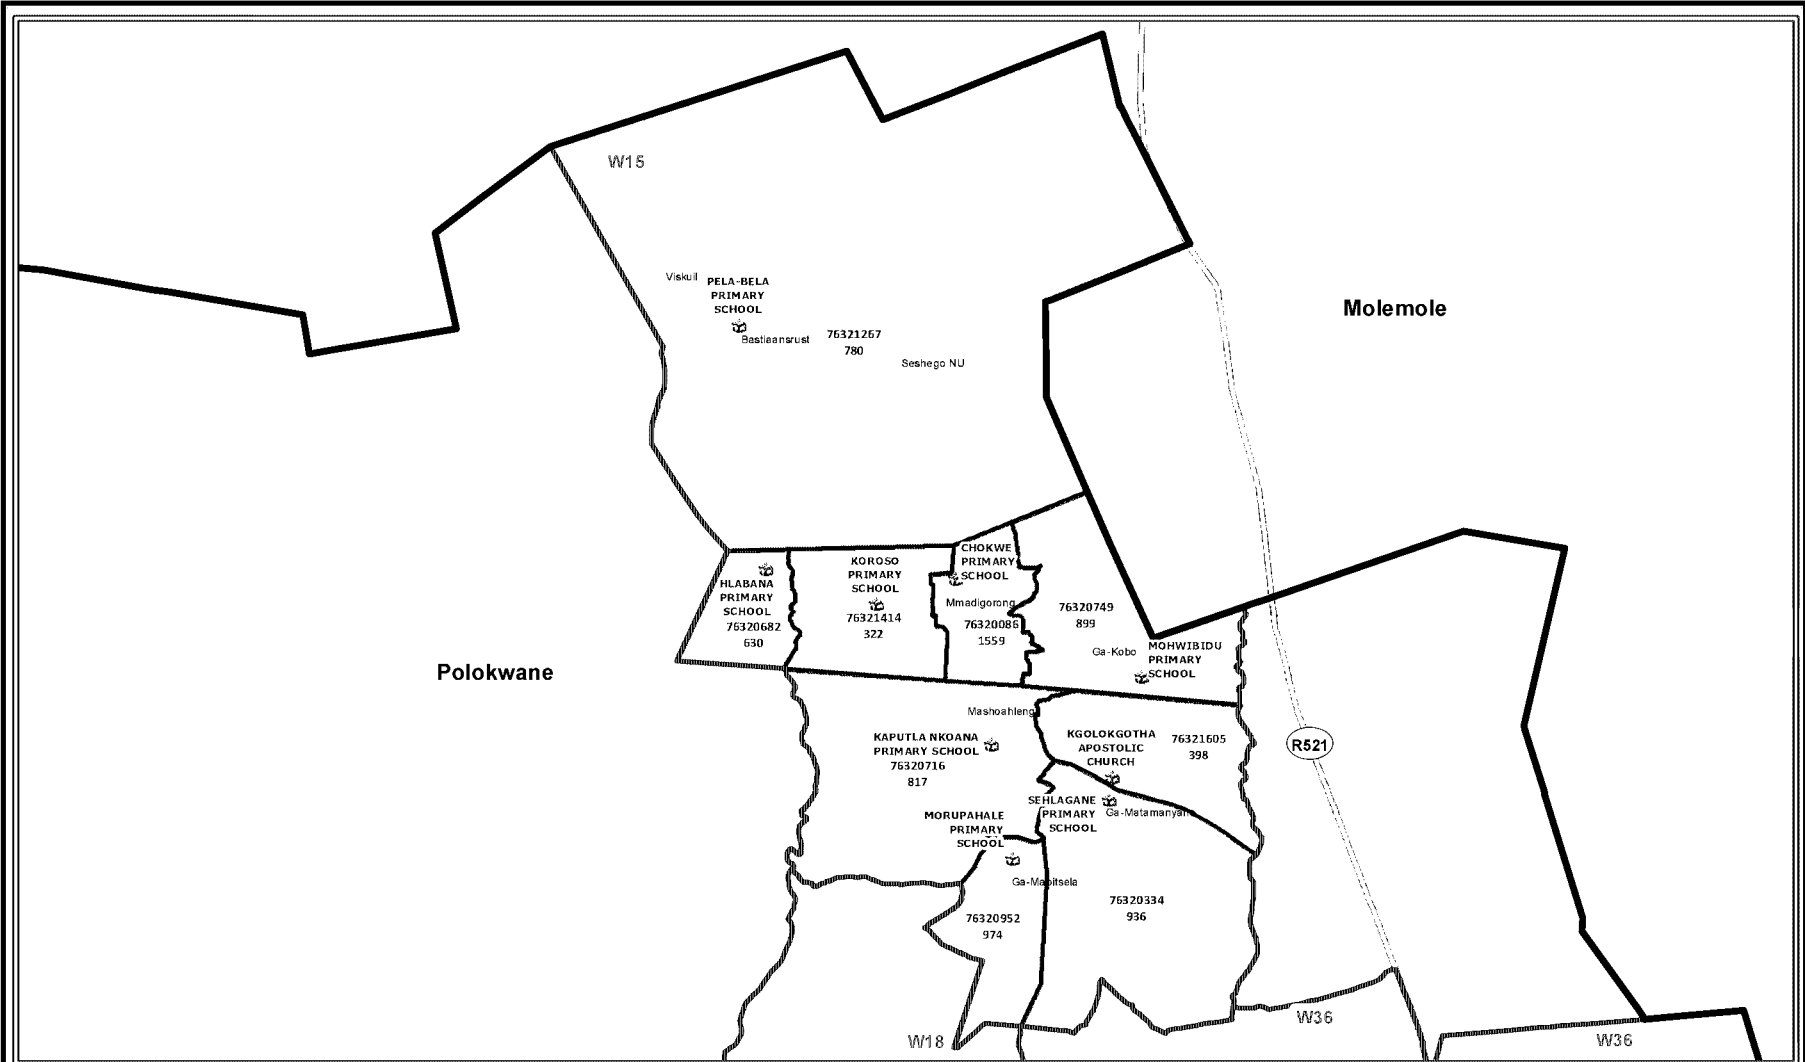 W15
Viskuil
PELA-BELA
PRIMARY
SCHOOL
Bastiaansrust
76321267
780
Seshego NU
Molemole
HLABANA
PRIMARY
SCHOOL
76320682
630
KOROSO
PRIMARY
SCHOOL
76321414
322
CHOKWE
PRIMARY
SCHOOL
Mmadigorong
76320086
1559
76320749
899
Ga-Kobo
MOHWIBIDU
PRIMARY
SCHOOL
Polokwane
Mashoahleng
KAPUTLA NKOANA
PRIMARY SCHOOL
76320716
817
KGOLOKGOTHA
APOSTOLIC
CHURCH
76321605
398
R521
MORUPAHALE
PRIMARY
SCHOOL
SEHLAGANE
PRIMARY
SCHOOL
Ga-Matamanyane
Ga-Mabitsela
76320952
974
76320334
936
W18
W36
W36